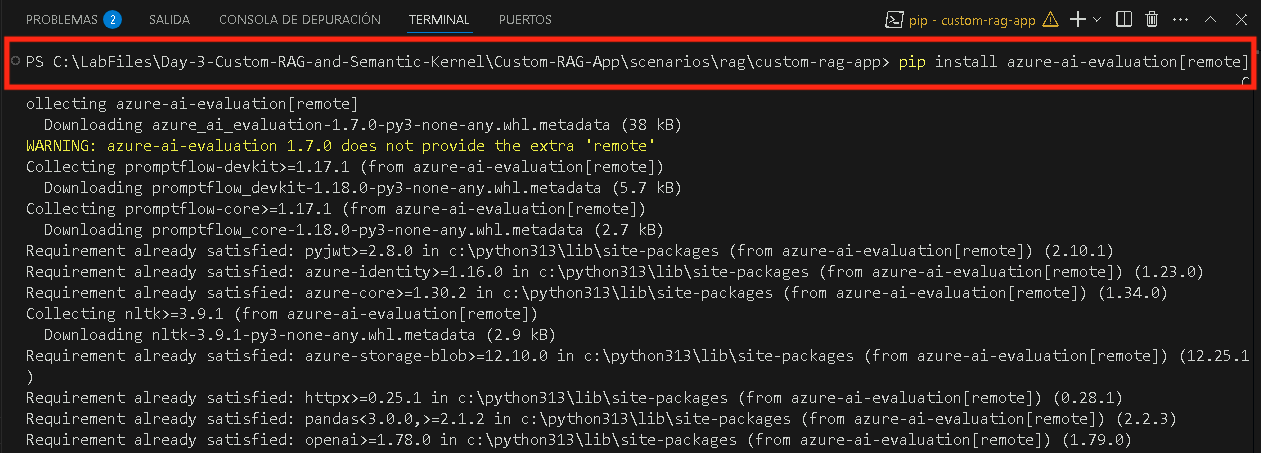 PROBLEMAS 2 SALIDA CONSOLA DE DEPURACIÓN TERMINAL PUERTOS pip - custom-rag-app
PS C:\LabFiles\Day-3-Custom-RAG-and-Semantic-Kernel\Custom-RAG-App\scenarios\rag\custom-rag-app> pip install azure-ai-evaluation[remote]
C
ollecting azure-ai-evaluation[remote]
Downloading azure_ai_evaluation-1.7.0-py3-none-any.whl.metadata (38 kB)
WARNING: azure-ai-evaluation 1.7.0 does not provide the extra 'remote'
Collecting promptflow-devkit>=1.17.1 (from azure-ai-evaluation[remote])
Downloading promptflow_devkit-1.18.0-py3-none-any.whl.metadata (5.7 kB)
Collecting promptflow-core>=1.17.1 (from azure-ai-evaluation[remote])
Downloading promptflow_core-1.18.0-py3-none-any.whl.metadata (2.7 kB)
Requirement already satisfied: pyjwt>=2.8.0 in c:\python313\lib\site-packages (from azure-ai-evaluation[remote]) (2.10.1)
Requirement already satisfied: azure-identity>=1.16.0 in c:\python313\lib\site-packages (from azure-ai-evaluation[remote]) (1.23.0)
Requirement already satisfied: azure-core>=1.30.2 in c:\python313\lib\site-packages (from azure-ai-evaluation[remote]) (1.34.0)
Collecting nltk>=3.9.1 (from azure-ai-evaluation[remote])
Downloading nltk-3.9.1-py3-none-any.whl.metadata (2.9 kB)
Requirement already satisfied: azure-storage-blob>=12.10.0 in c:\python313\lib\site-packages (from azure-ai-evaluation[remote]) (12.25.1
)
Requirement already satisfied: httpx>=0.25.1 in c:\python313\lib\site-packages (from azure-ai-evaluation[remote]) (0.28.1)
Requirement already satisfied: pandas<3.0.0,>=2.1.2 in c:\python313\lib\site-packages (from azure-ai-evaluation[remote]) (2.2.3)
Requirement already satisfied: openai>=1.78.0 in c:\python313\lib\site-packages (from azure-ai-evaluation[remote]) (1.79.0)